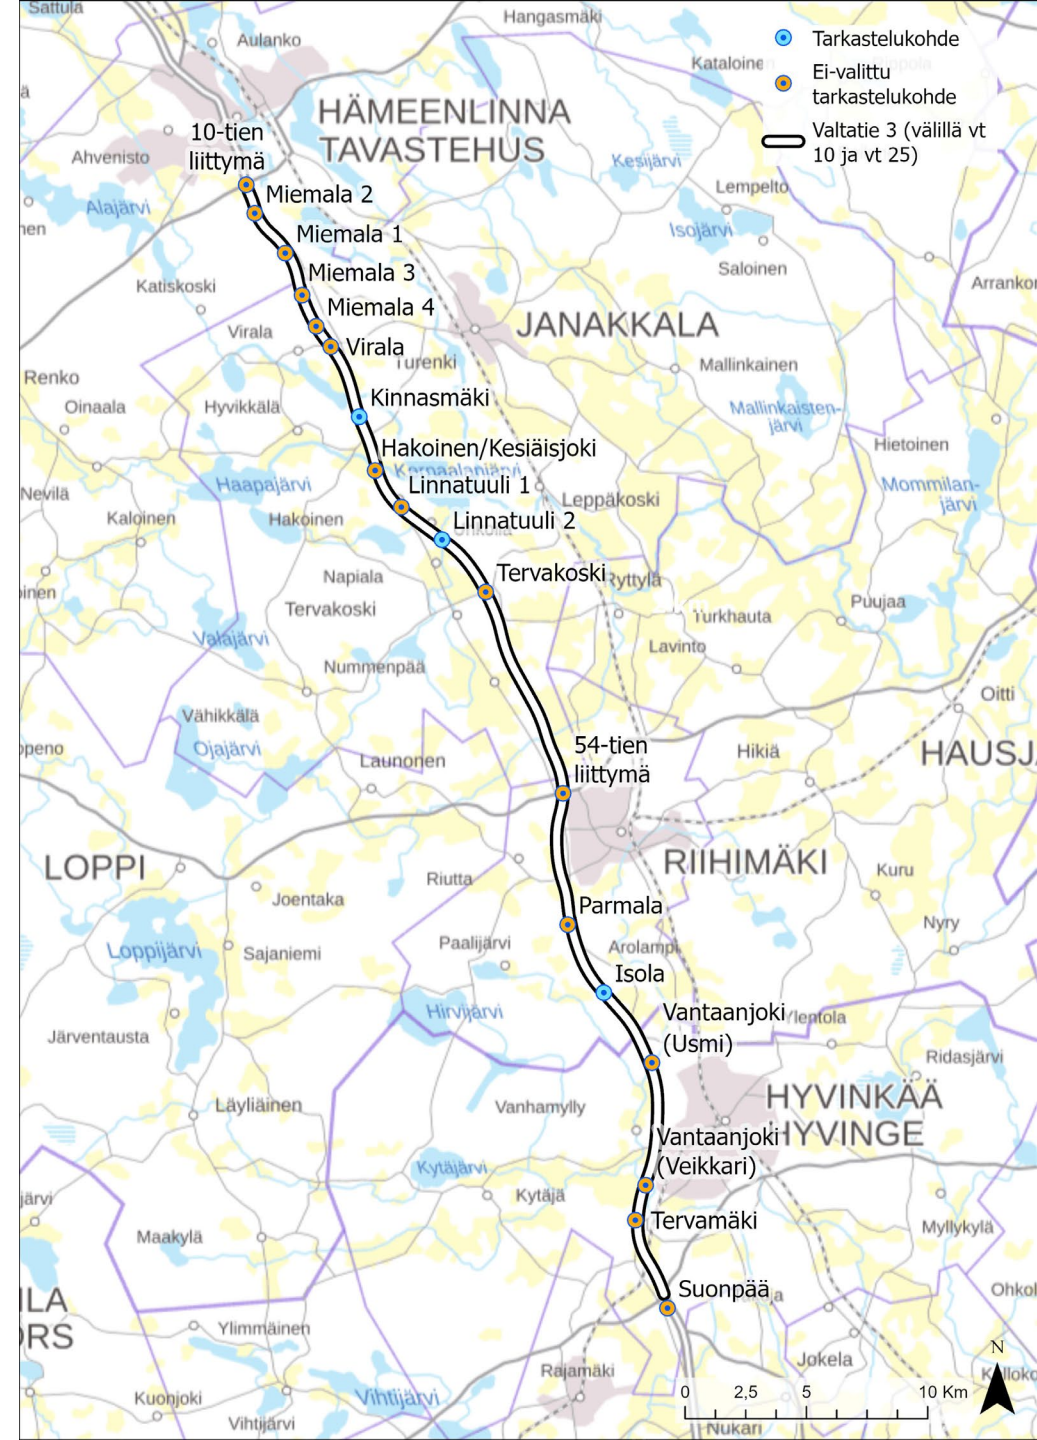 Sattula
Hangasmäki
Aulanko
Tarkastelukohde
Ei-valittu
tarkastelukohde
Valtatie 3 (välillä vt
10 ja vt 25)
HÄMEENLINNA
TAVASTEHUS
10-tien
liittymä
Ahvenisto
Kesijärvi
Lempelto
Miemala 2
Alajärvi
Isojärvi
Miemala 1
Saloinen
Miemala 3
Katiskoski
Miemala 4
JANAKKALA
Virala
Virala
Turenki
Mallinkainen
Renko
Kinnasmäki
Oinaala
Hyvikkälä
Mallinkaisten-
järvi
Hietoinen
Hakoinen/Kesiäisjoki
Kernaalanjärvi
Haapajärvi
Linnatuuli 1
Mommilan-
järvi
Nevilä
Leppäkoski
Kaloinen
Hakoinen
Linnatuuli 2
Tervakoski
Napiala
Ryttylä
Tervakoski
Puujaa
Turkhauta
Valajärvi
Lavinto
Nummenpää
Oitti
Vähikkälä
Ojajärvi
54-tien
liittymä
Hikiä
Launonen
LOPPI
RIIHIMÄKI
Riutta
Kuru
Joentaka
Parmala
Nyry
Loppijärvi
Sajaniemi
Paalijärvi
Arolampi
Isola
Hirvijärvi
Vantaanjoki
(Usmi)
Järventausta
Ridasjärvi
Läyliäinen
Vanhamylly
HYVINKÄÄ
HYVINGE
Vantaanjoki
(Veikkari)
Kytäjärvi
Kytäjä
Tervamäki
Myllykylä
Maakylä
Suonpää
Ylimmäinen
N
Jokela
Rajamäki
0 2,5 5 10 Km
Kuonjoki
Vihtijärvi
Vihtijärvi
Nukari